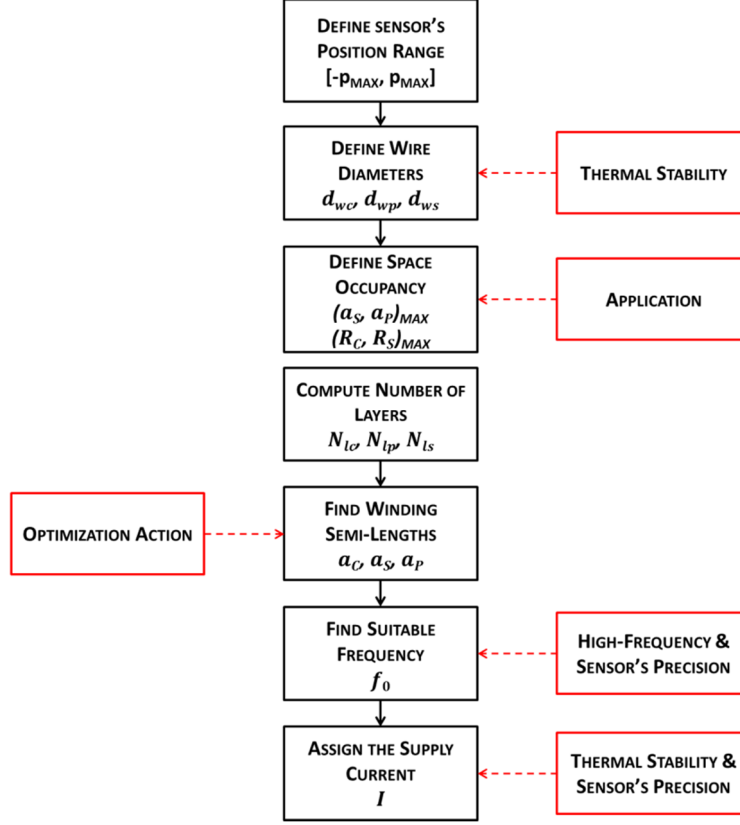 DEFINE SENSOR'S
POSITION RANGE
[-pMAX, pMAX]
DEFINE WIRE
DIAMETERS
dwc, dwp, dws
THERMAL STABILITY
DEFINE SPACE
OCCUPANCY
(aS, aP)MAX
(RC, RS)MAX
APPLICATION
COMPUTE NUMBER OF
LAYERS
Nlc, Nlp, Nls
OPTIMIZATION ACTION
FIND WINDING
SEMI-LENGTHS
aC, aS, aP
FIND SUITABLE
FREQUENCY
f0
HIGH-FREQUENCY &
SENSOR'S PRECISION
ASSIGN THE SUPPLY
CURRENT
I
THERMAL STABILITY &
SENSOR'S PRECISION